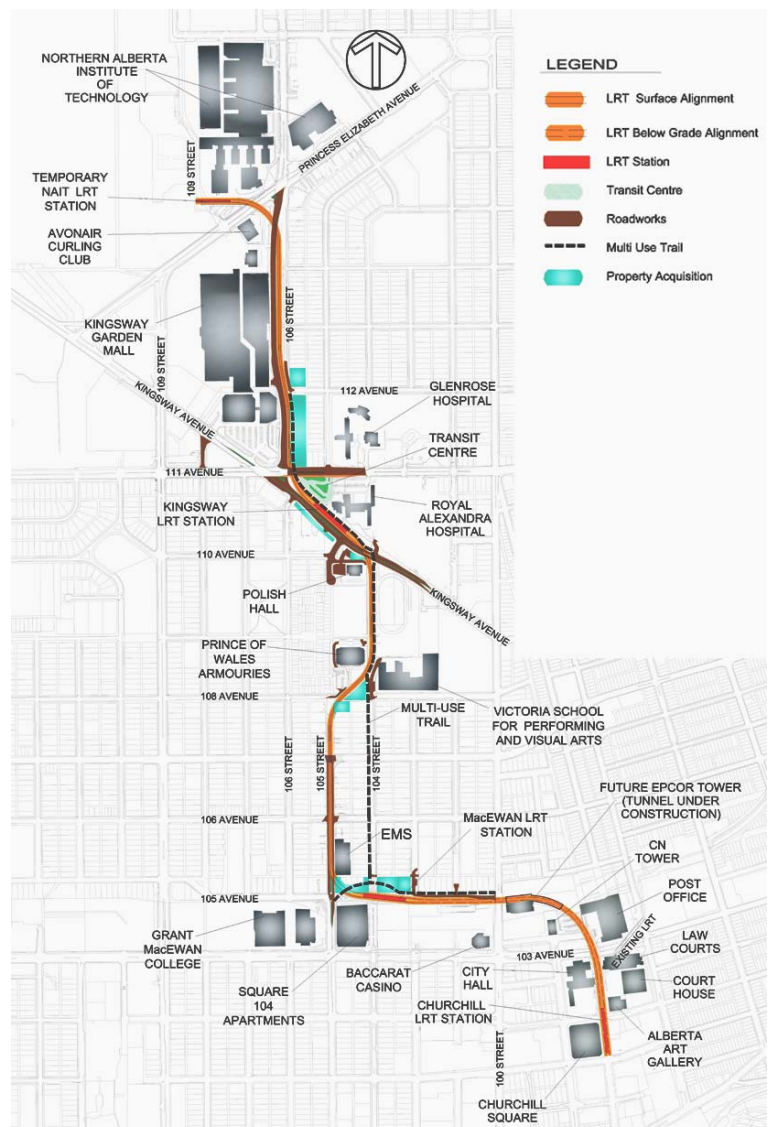 NORTHERN ALBERTA
INSTITUTE
OF
TECHNOLOGY
PRINCESS ELIZABETH AVENUE
109 STREET
TEMPORARY
NAIT LRT
STATION
AVONAIR
CURLING
CLUB
106 STREET
KINGSWAY
GARDEN
MALL
109 STREET
KINGSWAY AVENUE
112 AVENUE
GLENROSE
HOSPITAL
TRANSIT
CENTRE
111 AVENUE
KINGSWAY
LRT STATION
ROYAL
ALEXANDRA
HOSPITAL
110 AVENUE
POLISH
HALL
KINGSWAY AVENUE
PRINCE OF
WALES
ARMOURIES
108 AVENUE
MULTI-USE
TRAIL
VICTORIA SCHOOL
FOR PERFORMING
AND VISUAL ARTS
106 STREET
105 STREET
104 STREET
FUTURE EPCOR TOWER
(TUNNEL UNDER
CONSTRUCTION)
106 AVENUE
MacEWAN LRT
STATION
EMS
CN
TOWER
POST
OFFICE
105 AVENUE
GRANT
MacEWAN
COLLEGE
SQUARE
104
APARTMENTS
BACCARAT
CASINO
103 AVENUE
EXISTING LRT
LAW
COURTS
CITY
HALL
COURT
HOUSE
CHURCHILL
LRT STATION
100 STREET
ALBERTA
ART
GALLERY
CHURCHILL
SQUARE
LEGEND
LRT Surface Alignment
LRT Below Grade Alignment
LRT Station
Transit Centre
Roadworks
Multi Use Trail
Property Acquisition